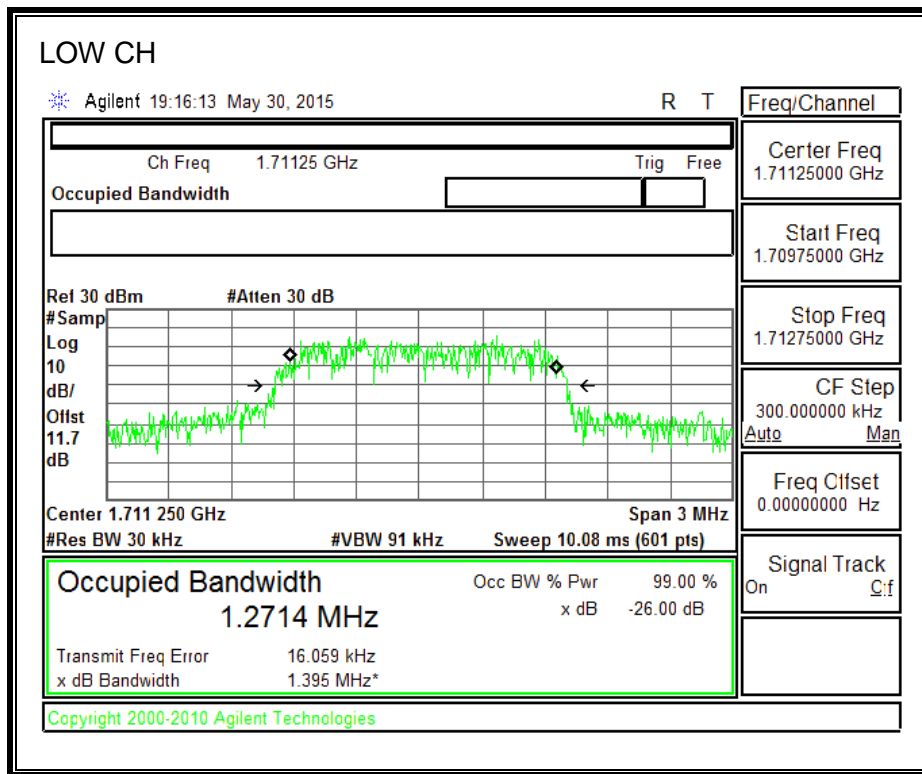 LOW CH
Agilent 19:16:13 May 30, 2015 R T
Freq/Channel
Ch Freq 1.71125 GHz Trig Free
Occupied Bandwidth
Center Freq
1.71125000 GHz
Start Freq
1.70975000 GHz
Stop Freq
1.71275000 GHz
CF Step
300.000000 kHz
Auto Man
Freq Offset
0.00000000 Hz
Signal Track
On Off
Ref 30 dBm #Atten 30 dB
#Samp
Log
10
dB/
Offst
11.7
dB
Center 1.711 250 GHz Span 3 MHz
#Res BW 30 kHz #VBW 91 kHz Sweep 10.08 ms (601 pts)
Occupied Bandwidth Occ BW % Pwr 99.00 %
1.2714 MHz x dB -26.00 dB
Transmit Freq Error 16.059 kHz
x dB Bandwidth 1.395 MHz*
Copyright 2000-2010 Agilent Technologies